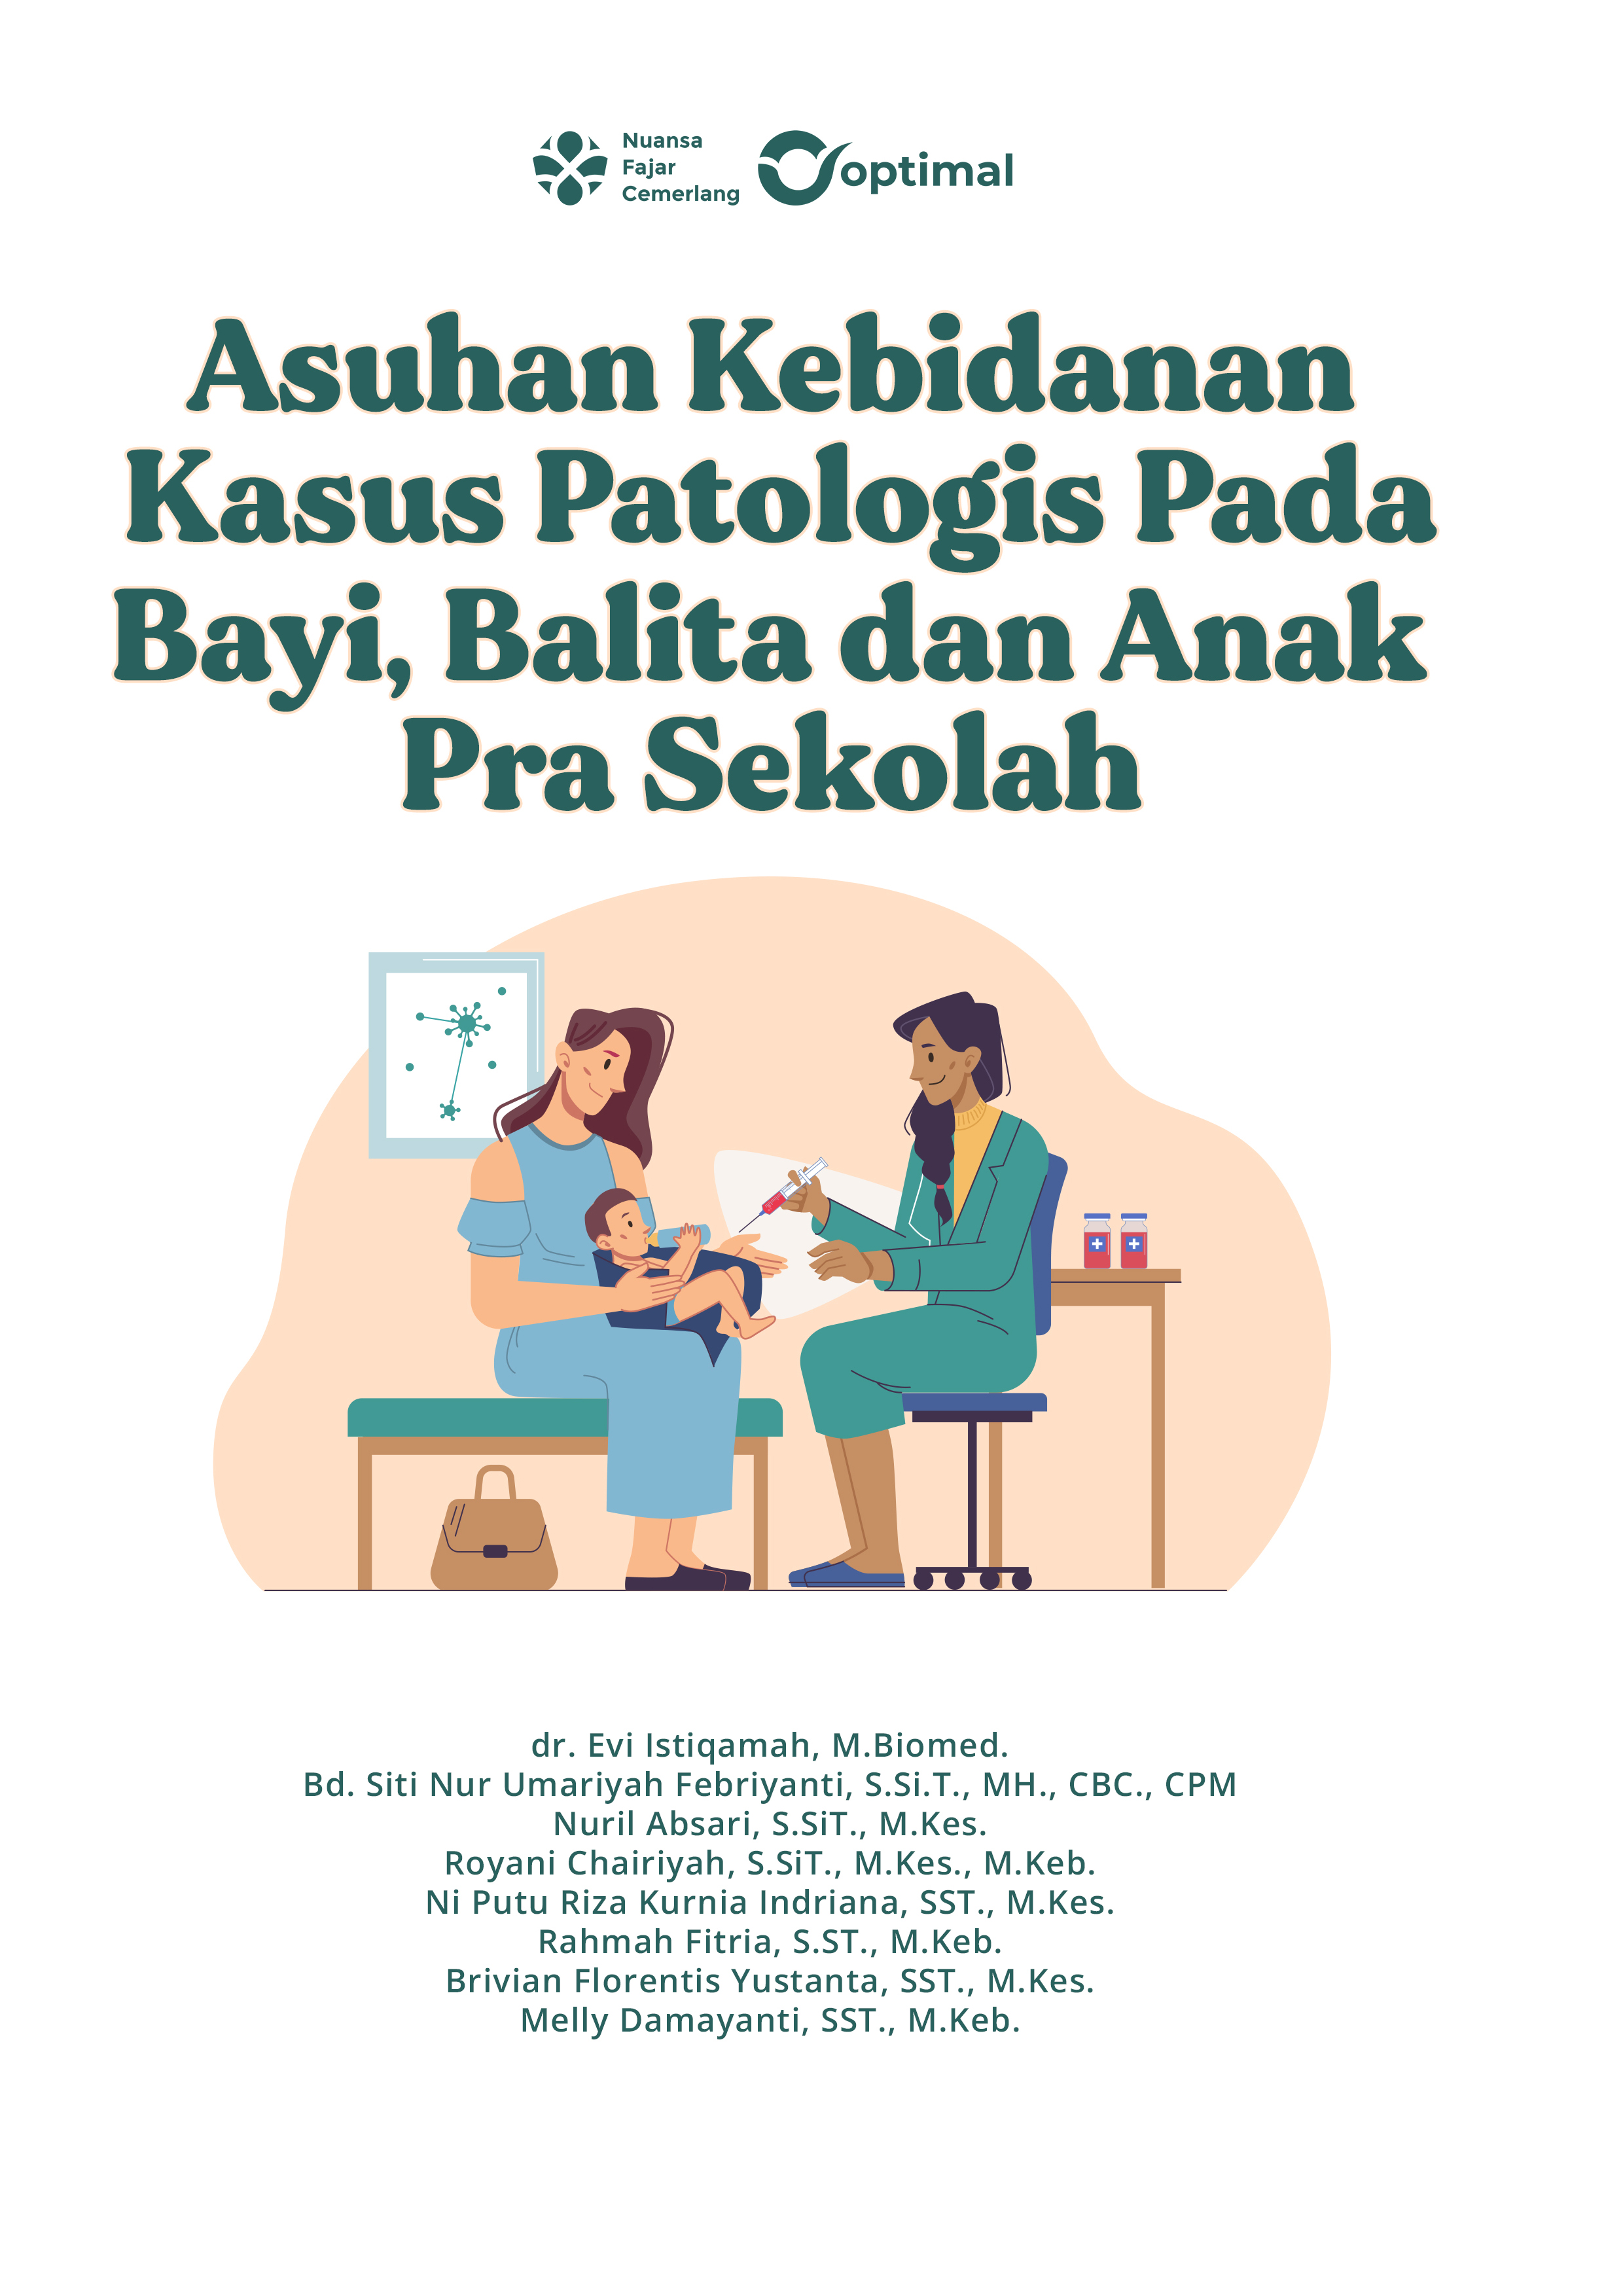 Nuansa
Fajar
Cemerlang
optimal
Asuhan Kebidanan
Kasus Patologis Pada
Bayi, Balita dan Anak
Pra Sekolah
dr. Evi Istiqamah, M.Biomed.
Bd. Siti Nur Umariyah Febriyanti, S.Si.T., MH., CBC., CPM
Nuril Absari, S.SiT., M.Kes.
Royani Chairiyah, S.SiT., M.Kes., M.Keb.
Ni Putu Riza Kurnia Indriana, SST., M.Kes.
Rahmah Fitria, S.ST., M.Keb.
Brivian Florentis Yustanta, SST., M.Kes.
Melly Damayanti, SST., M.Keb.